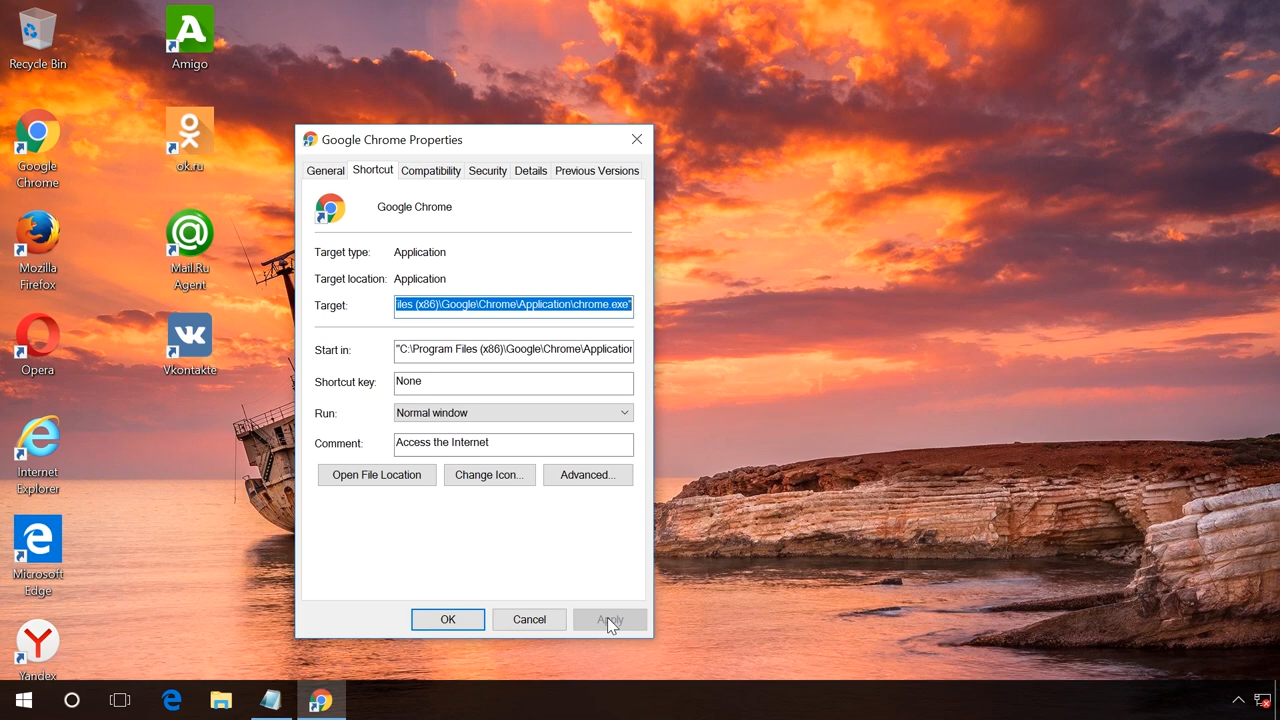 Recycle Bin
Amigo
Google
Chrome
ok.ru
Mozilla
Firefox
Mail.Ru
Agent
Opera
Vkontakte
Internet
Explorer
Microsoft
Edge
Yandex
Google Chrome Properties
General Shortcut Compatibility Security Details Previous Versions
Google Chrome
Target type: Application
Target location: Application
Target: iles (x86)\Google\Chrome\Application\chrome.exe"
Start in: "C:\Program Files (x86)\Google\Chrome\Application
Shortcut key: None
Run: Normal window
Comment: Access the Internet
Open File Location Change Icon... Advanced...
OK Cancel Apply